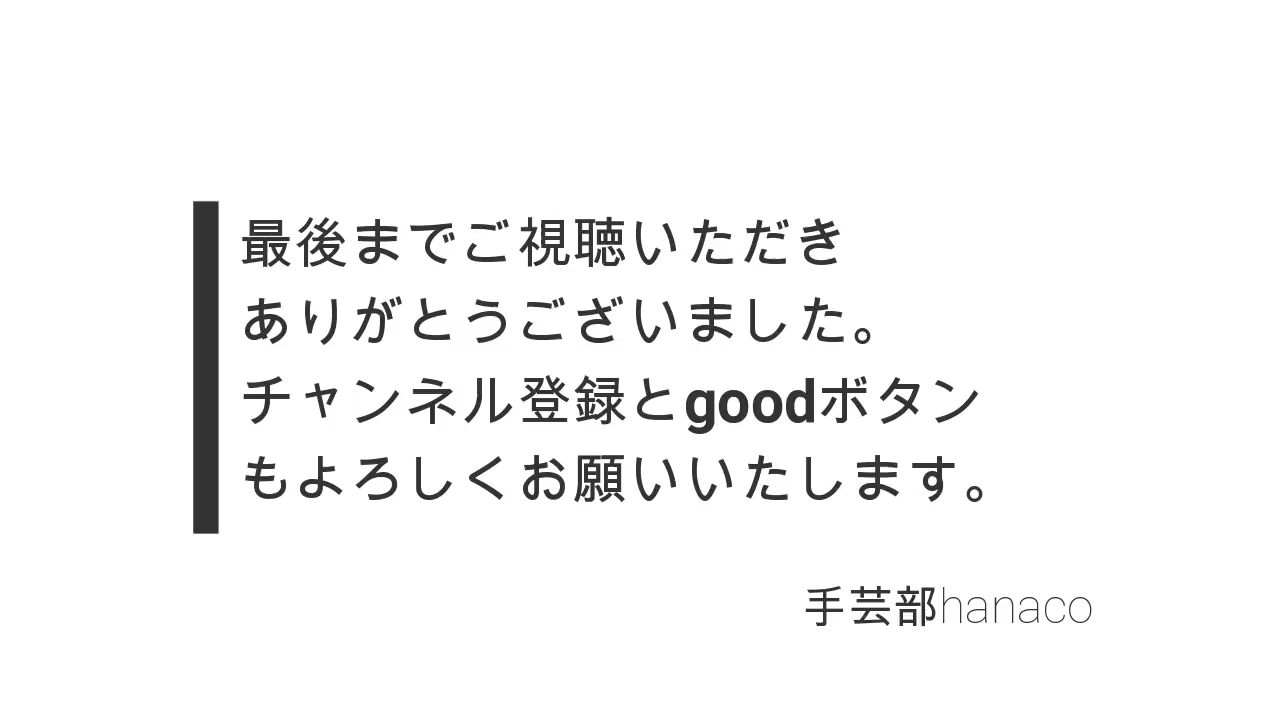 最後までご視聴いただき
ありがとうございました。
チャンネル登録とgoodボタン
もよろしくお願いいたします。
手芸部hanaco